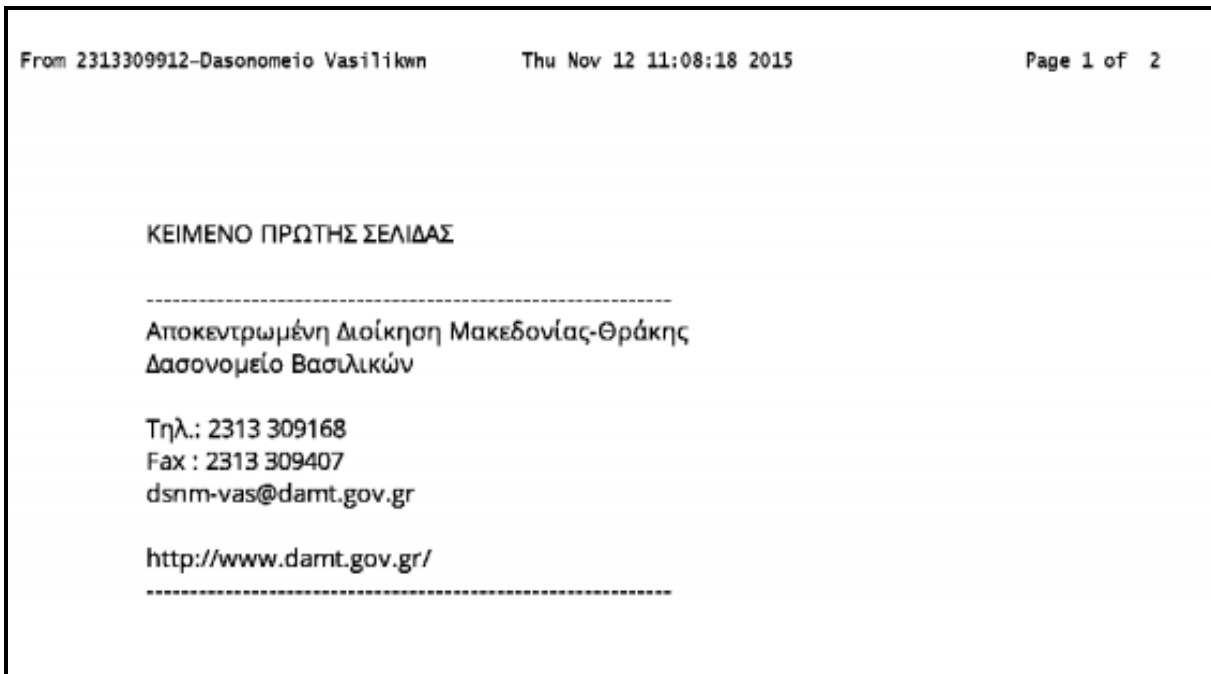 From 2313309912-Dasonomeio Vasilikwn Thu Nov 12 11:08:18 2015 Page 1 of 2
ΚΕΙΜΕΝΟ ΠΡΩΤΗΣ ΣΕΛΙΔΑΣ
------------------------------------------------------------
Αποκεντρωμένη Διοίκηση Μακεδονίας-Θράκης
Δασονομείο Βασιλικών
Τηλ.: 2313 309168
Fax : 2313 309407
dsnm-vas@damt.gov.gr
http://www.damt.gov.gr/
------------------------------------------------------------